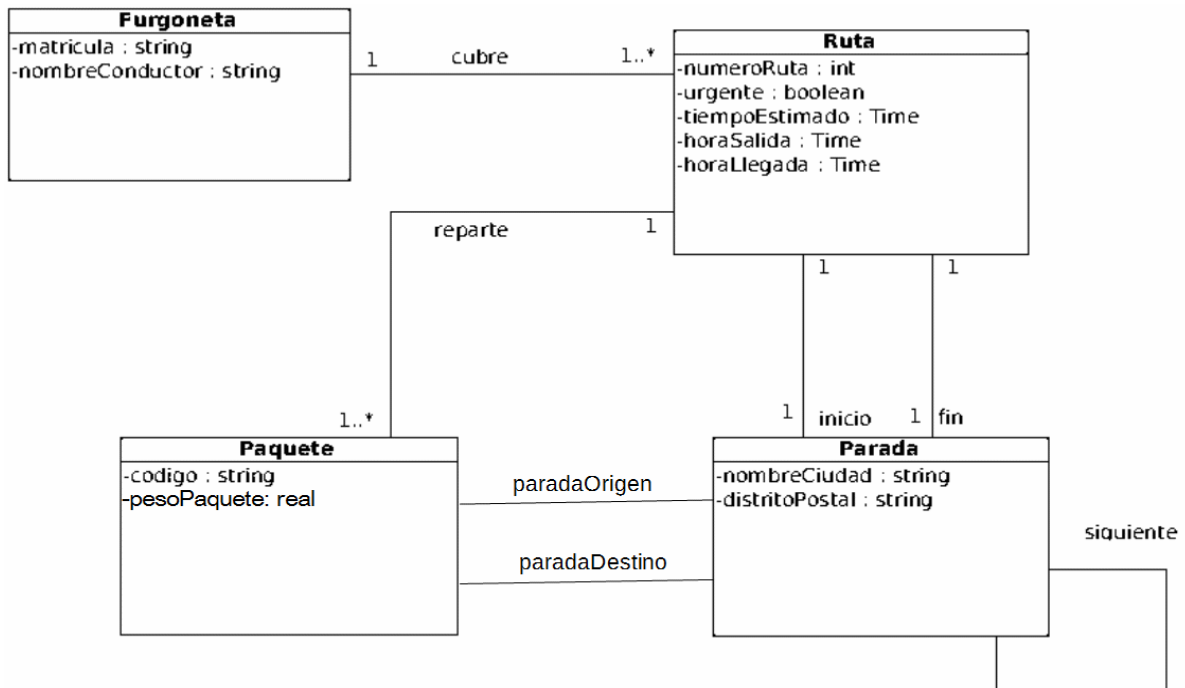 Furgoneta
-matricula : string
-nombreConductor : string
1
cubre
1..*
Ruta
-numeroRuta : int
-urgente : boolean
-tiempoEstimado : Time
-horaSalida : Time
-horaLlegada : Time
reparte
1
1
1
1..*
1
inicio
1
fin
Paquete
-codigo : string
-pesoPaquete: real
paradaOrigen
paradaDestino
Parada
-nombreCiudad : string
-distritoPostal : string
siguiente